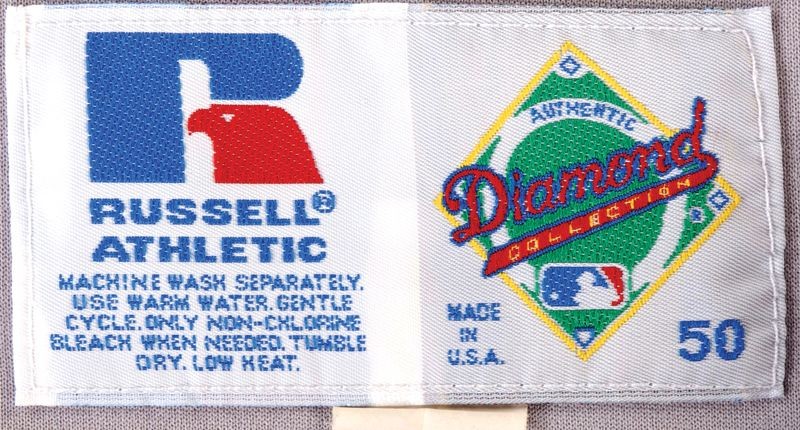 RUSSELL®
ATHLETIC
MACHINE WASH SEPARATELY.
USE WARM WATER. GENTLE
CYCLE. ONLY NON-CHLORINE
BLEACH WHEN NEEDED. TUMBLE
DRY. LOW HEAT.
AUTHENTIC
Diamond
COLLECTION
®
MADE
IN
U.S.A.
50